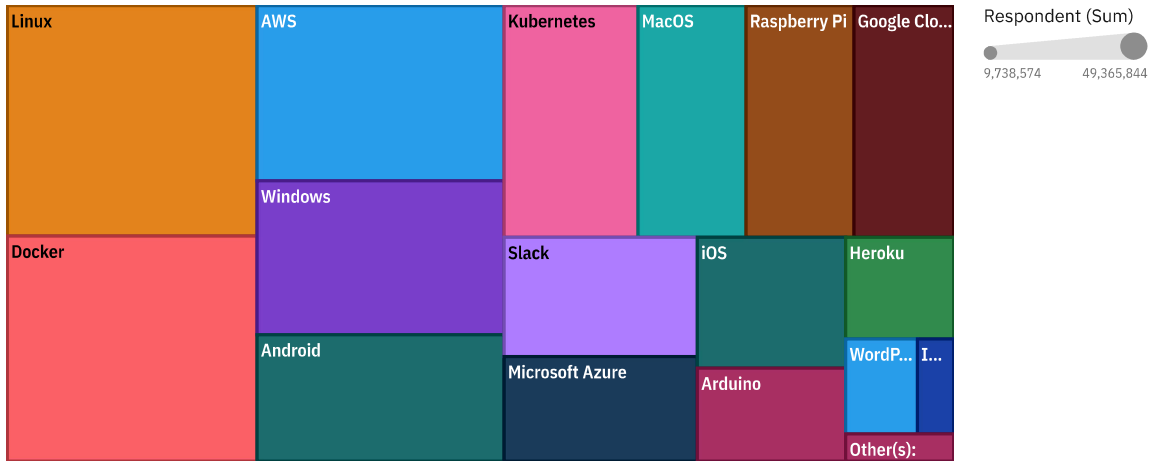 Linux
AWS
Kubernetes
MacOS
Raspberry Pi
Google Clo...
Respondent (Sum)
9,738,574
49,365,844
Windows
Docker
Slack
iOS
Heroku
Android
WordP...
I...
Microsoft Azure
Arduino
Other(s):